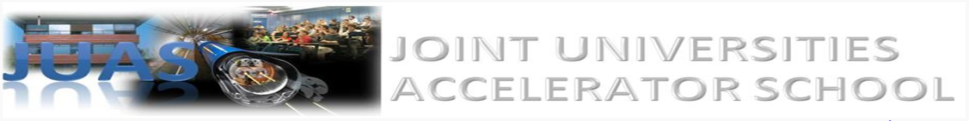 JUAS
JOINT UNIVERSITIES
ACCELERATOR SCHOOL